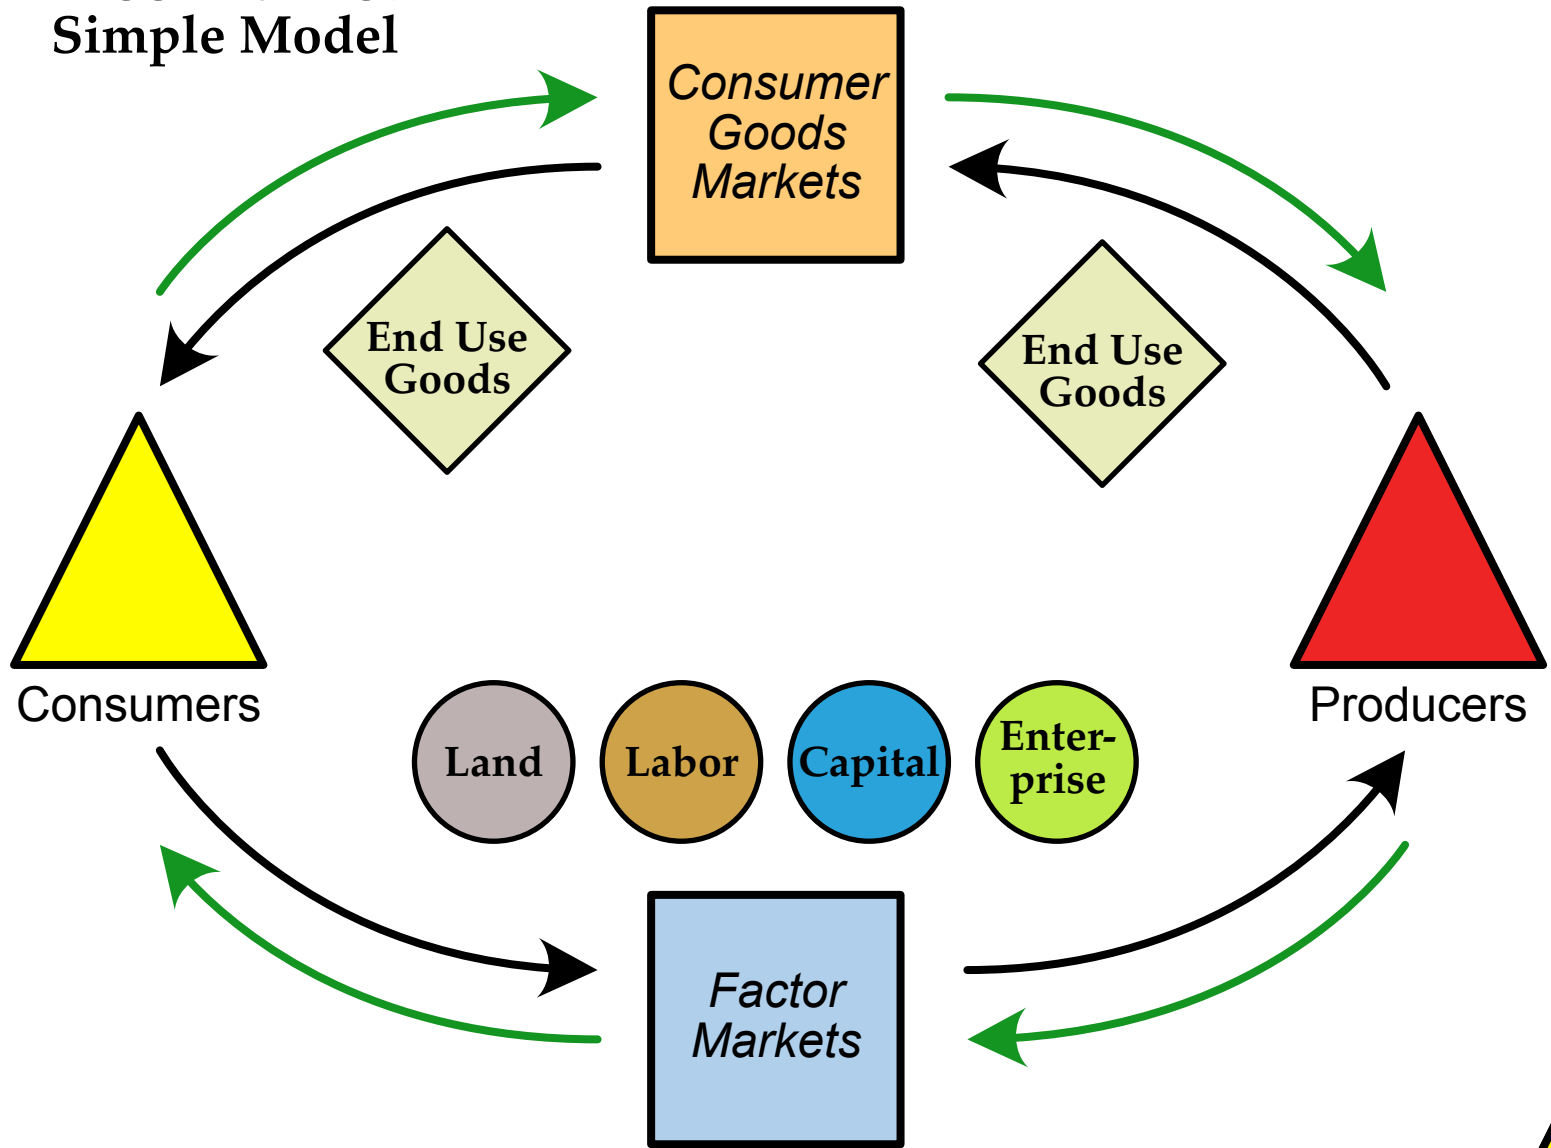 Simple Model
Consumer
Goods
Markets
End Use
Goods
End Use
Goods
Consumers
Producers
Land
Labor
Capital
Enter-
prise
Factor
Markets